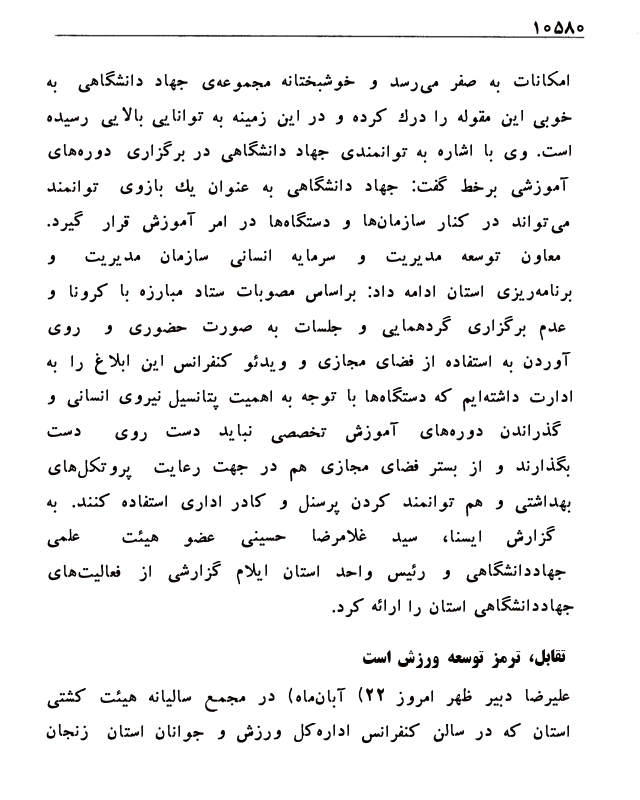 ۱۰۵۸۰
امکانات به صفر می‌رسد و خوشبختانه مجموعه‌ی جهاد دانشگاهی به
خوبی این مقوله را درك کرده و در این زمینه به توانایی بالایی رسیده
است. وی با اشاره به توانمندی جهاد دانشگاهی در برگزاری دوره‌های
آموزشی برخط گفت: جهاد دانشگاهی به عنوان یك بازوی توانمند
می‌تواند در کنار سازمان‌ها و دستگاه‌ها در امر آموزش قرار گیرد.
معاون توسعه مدیریت و سرمایه انسانی سازمان مدیریت و
برنامه‌ریزی استان ادامه داد: براساس مصوبات ستاد مبارزه با کرونا و
عدم برگزاری گردهمایی و جلسات به صورت حضوری و روی
آوردن به استفاده از فضای مجازی و ویدئو کنفرانس این ابلاغ را به
ادارت داشته‌ایم که دستگاه‌ها با توجه به اهمیت پتانسیل نیروی انسانی و
گذراندن دوره‌های آموزش تخصصی نباید دست روی دست
بگذارند و از بستر فضای مجازی هم در جهت رعایت پروتکل‌های
بهداشتی و هم توانمند کردن پرسنل و کادر اداری استفاده کنند. به
گزارش ایسنا، سید غلامرضا حسینی عضو هیئت علمی
جهاددانشگاهی و رئیس واحد استان ایلام گزارشی از فعالیت‌های
جهاددانشگاهی استان را ارائه کرد.
تقابل، ترمز توسعه ورزش است
علیرضا دبیر ظهر امروز ۲۲) آبان‌ماه) در مجمع سالیانه هیئت کشتی
استان که در سالن کنفرانس اداره‌کل ورزش و جوانان استان زنجان